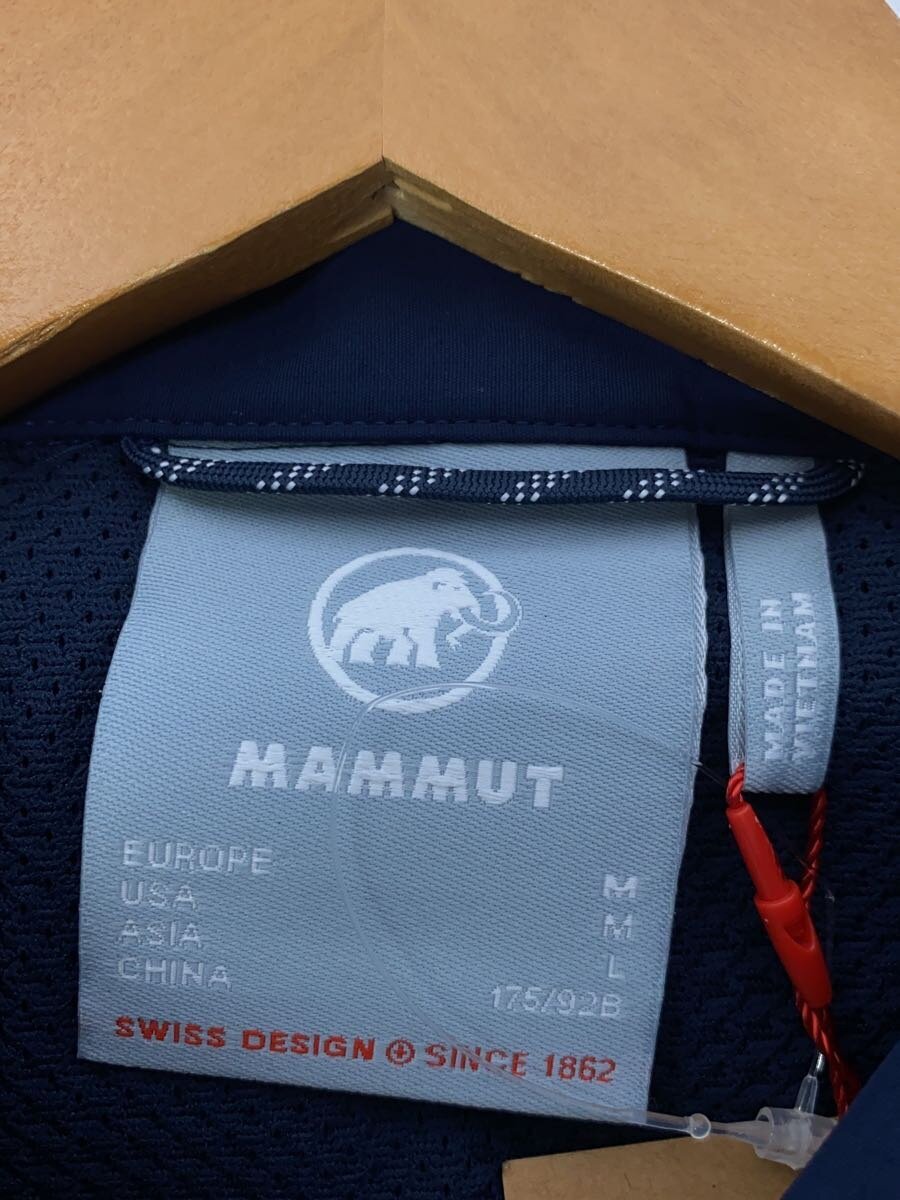 MAMMUT
EUROPE M
USA M
ASIA L
CHINA 175/92B
SWISS DESIGN SINCE 1862
MADE IN
VIETNAM